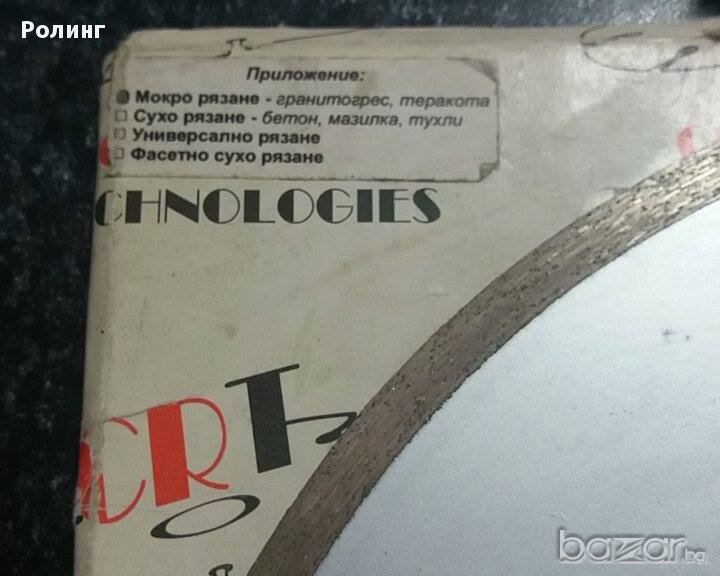 Ролинг
Приложение:
Мокро рязане - гранитогрес, теракота
Сухо рязане - бетон, мазилка, тухли
Универсално рязане
Фасетно сухо рязане
CHNOLOGIES
bazar.bg